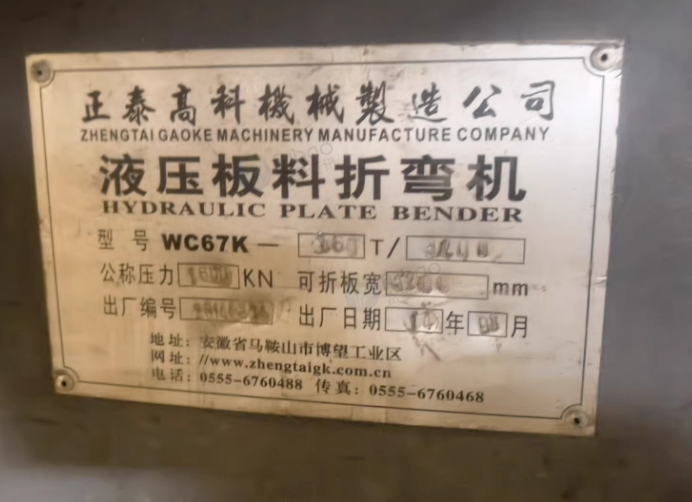 正泰高科機械製造公司
ZHENGTAI GAOKE MACHINERY MANUFACTURE COMPANY
液压板料折弯机
HYDRAULIC PLATE BENDER
型号 WC67K— 160 T/
公称压力 1600 KN 可折板宽 mm
出厂编号 出厂日期 年 月
地址: 安徽省马鞍山市博望工业区
网址: //www.zhengtaigk.com.cn
电话: 0555-6760488 传真: 0555-6760468